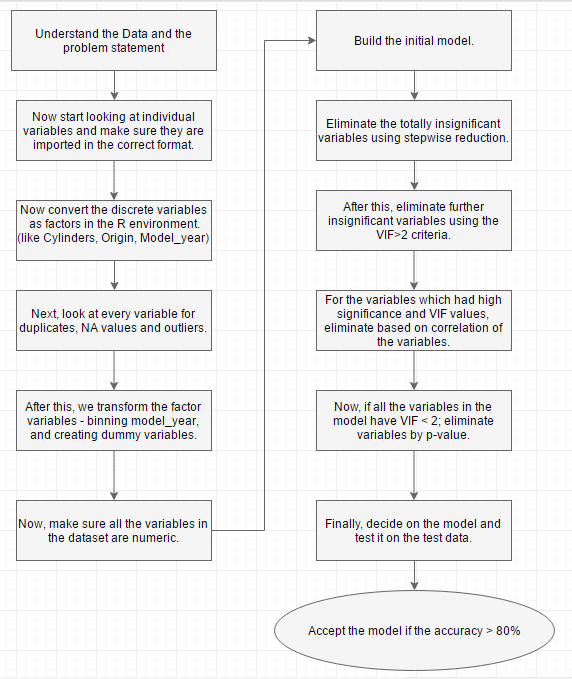 Understand the Data and the
problem statement
Now start looking at individual
variables and make sure they are
imported in the correct format.
Now convert the discrete variables
as factors in the R environment.
(like Cylinders, Origin, Model_year)
Next, look at every variable for
duplicates, NA values and outliers.
After this, we transform the factor
variables - binning model_year,
and creating dummy variables.
Now, make sure all the variables in
the dataset are numeric.
Build the initial model.
Eliminate the totally insignificant
variables using stepwise reduction.
After this, eliminate further
insignificant variables using the
VIF>2 criteria.
For the variables which had high
significance and VIF values,
eliminate based on correlation of
the variables.
Now, if all the variables in the
model have VIF < 2; eliminate
variables by p-value.
Finally, decide on the model and
test it on the test data.
Accept the model if the accuracy > 80%